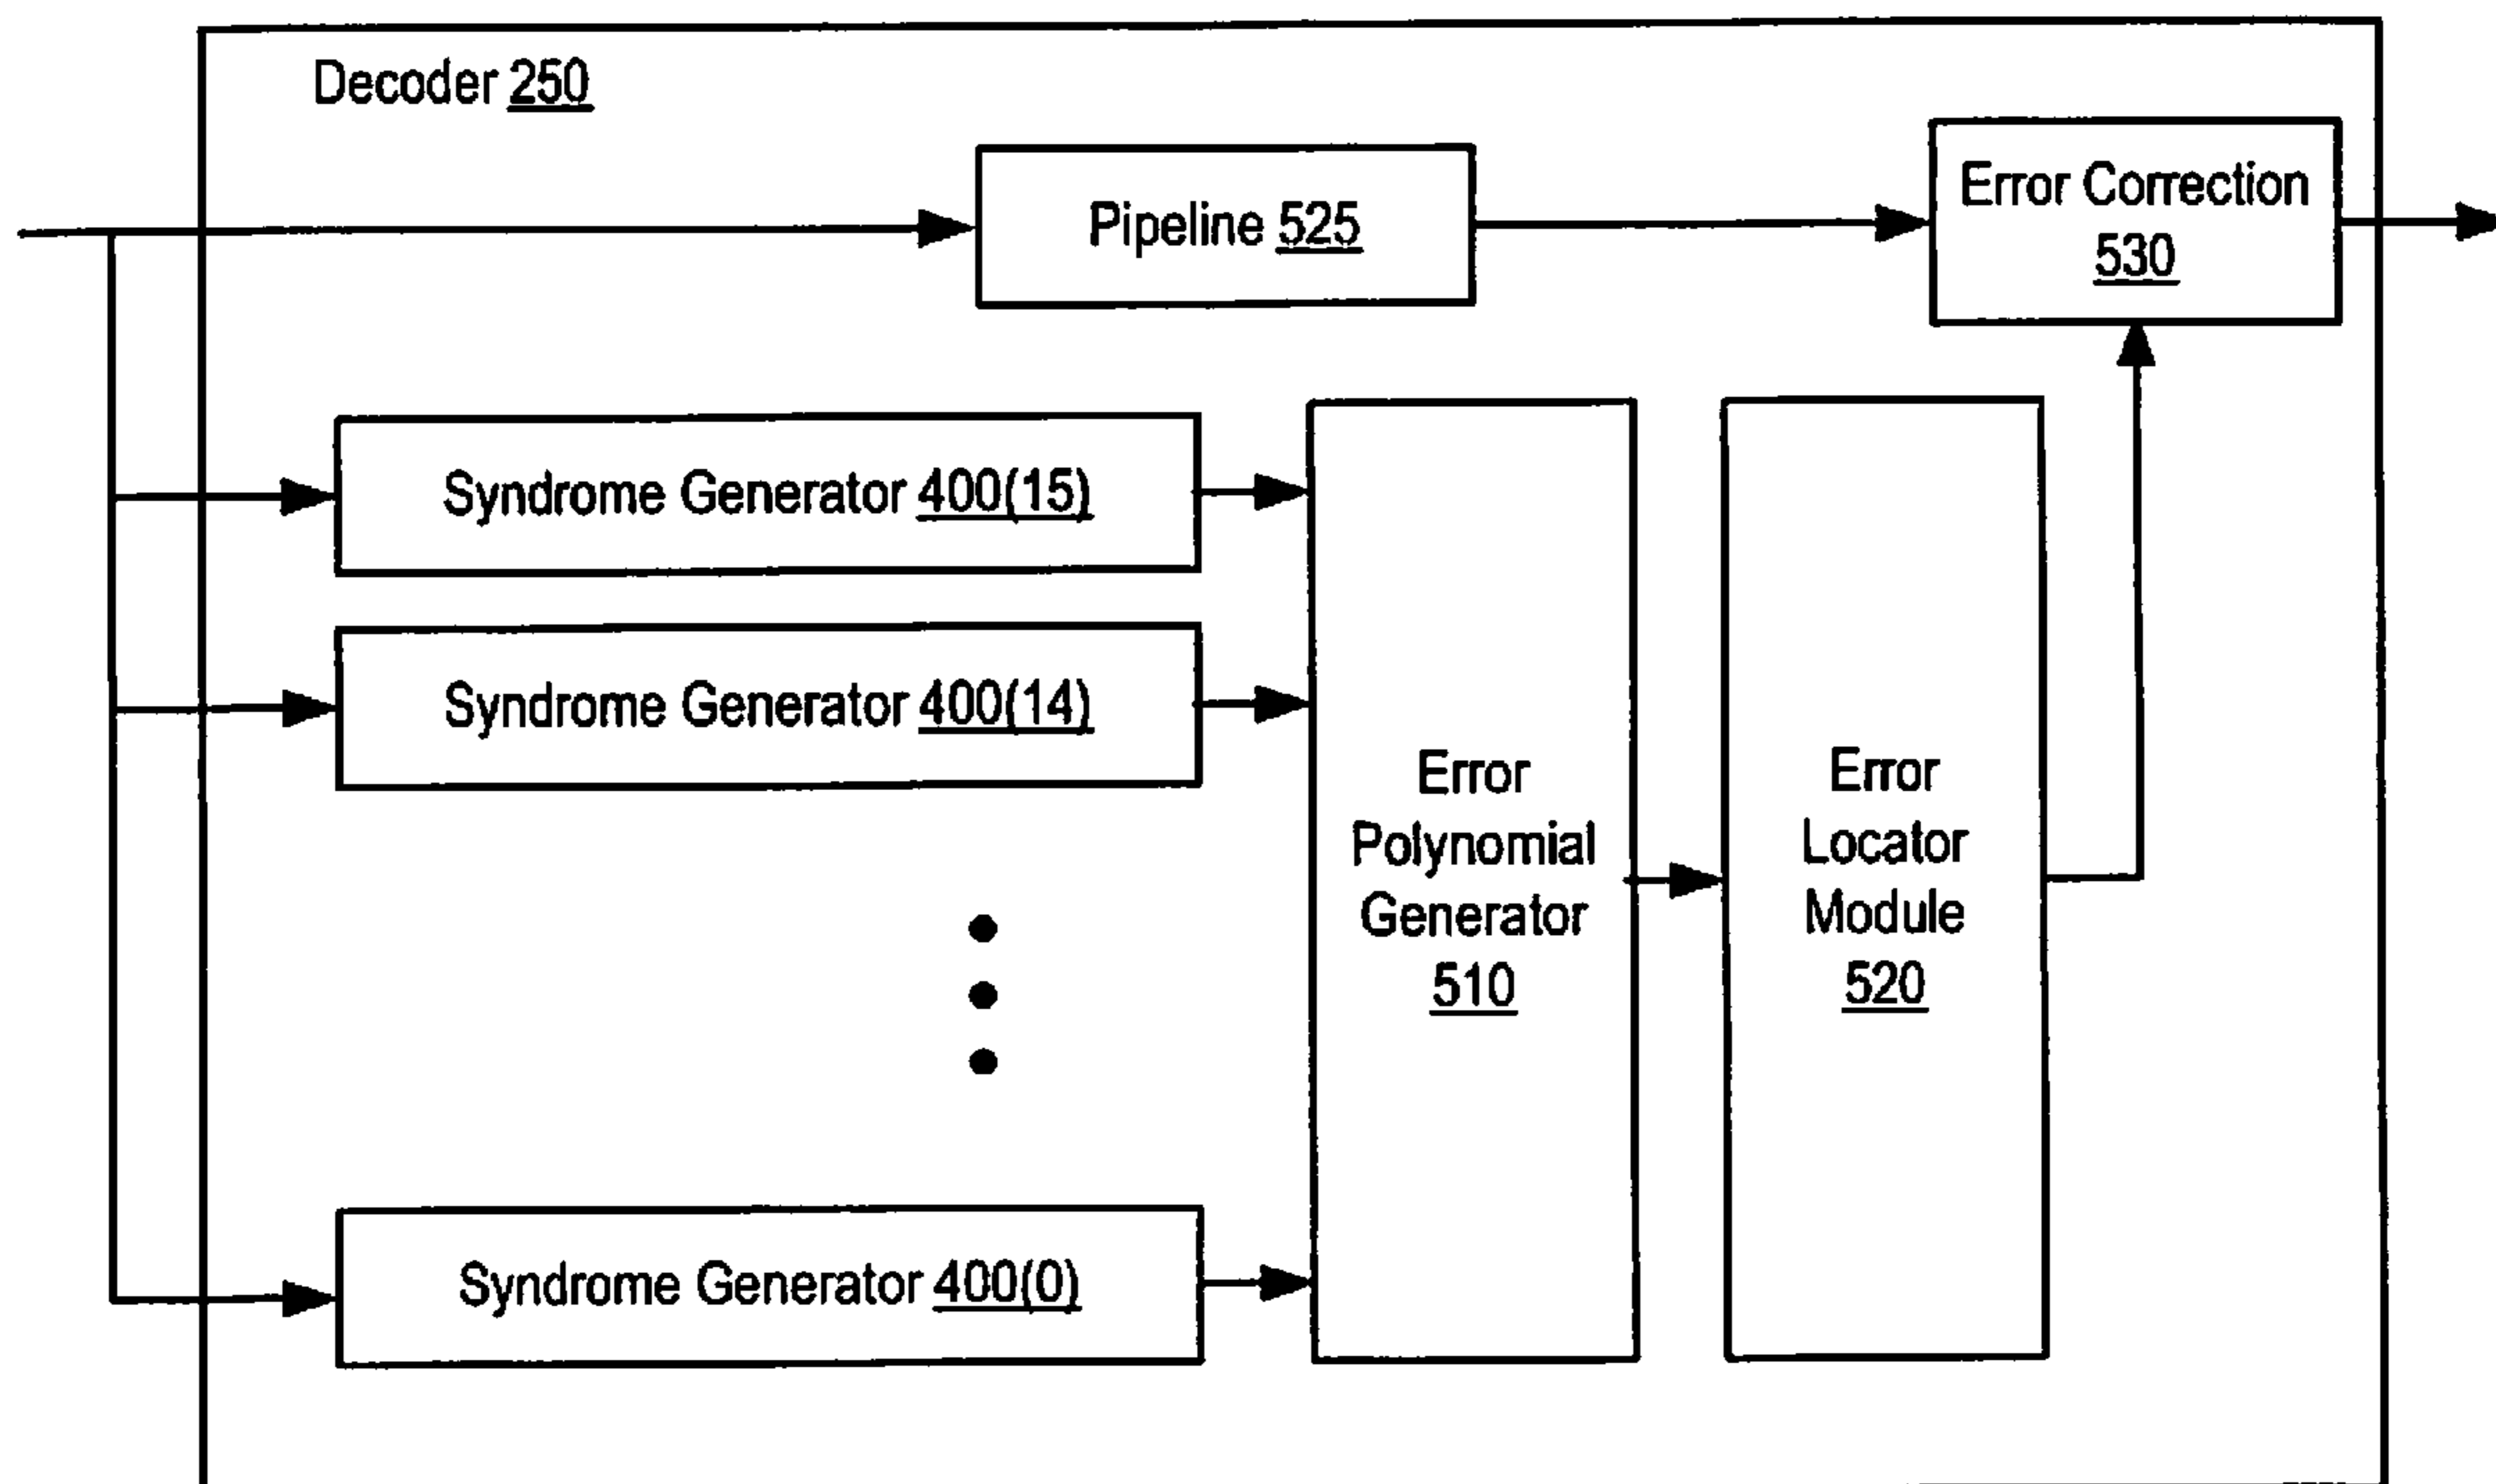 Decoder 250
Pipeline 525
Error Correction
530
Syndrome Generator 400(15)
Syndrome Generator 400(14)
Error
Polynomial
Generator
510
Error
Locator
Module
520
Syndrome Generator 400(0)